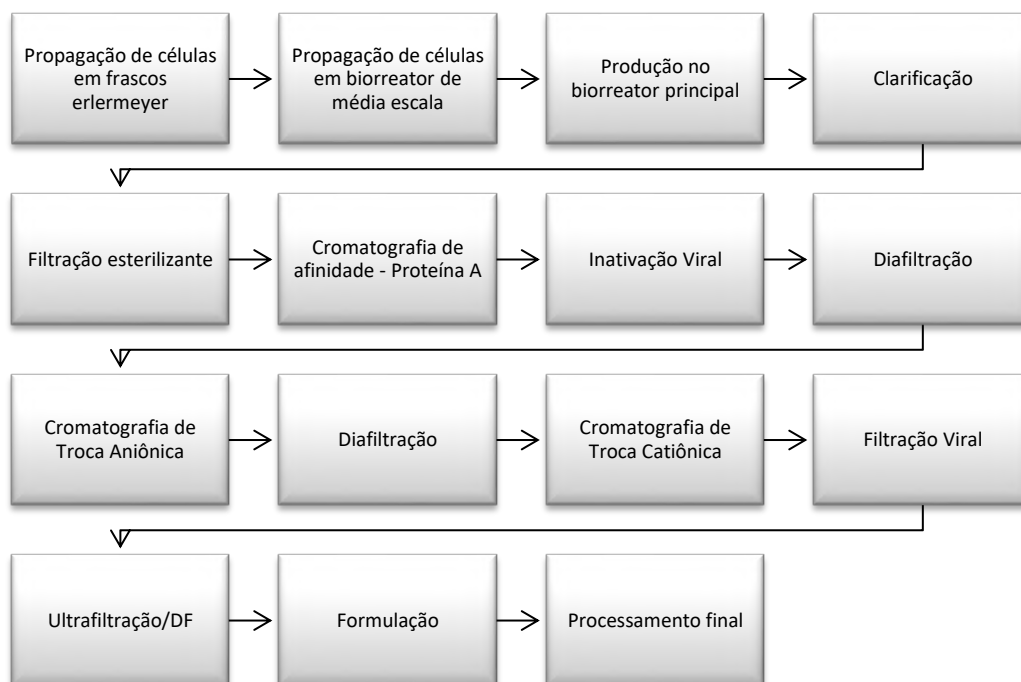 Propagação de células
em frascos
erlermeyer
Propagação de células
em biorreator de
média escala
Produção no
biorreator principal
Clarificação
Filtração esterilizante
Cromatografia de
afinidade - Proteína A
Inativação Viral
Diafiltração
Cromatografia de
Troca Aniônica
Diafiltração
Cromatografia de
Troca Catiônica
Filtração Viral
Ultrafiltração/DF
Formulação
Processamento final